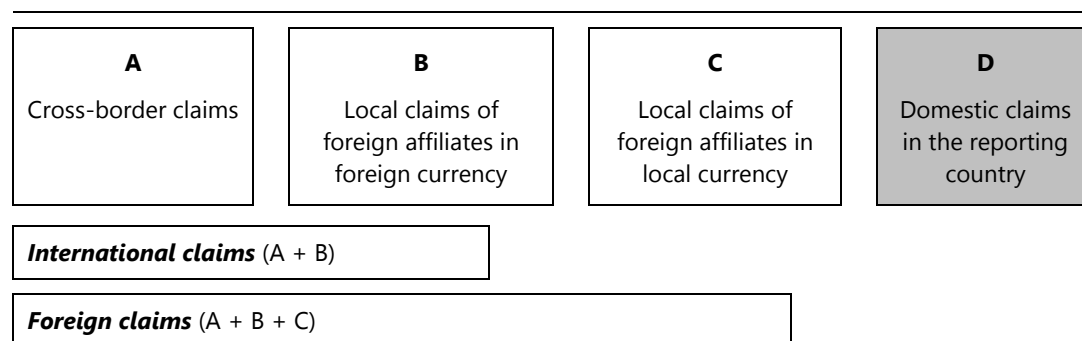 A
Cross-border claims
B
Local claims of
foreign affiliates in
foreign currency
C
Local claims of
foreign affiliates in
local currency
D
Domestic claims
in the reporting
country
International claims (A + B)
Foreign claims (A + B + C)